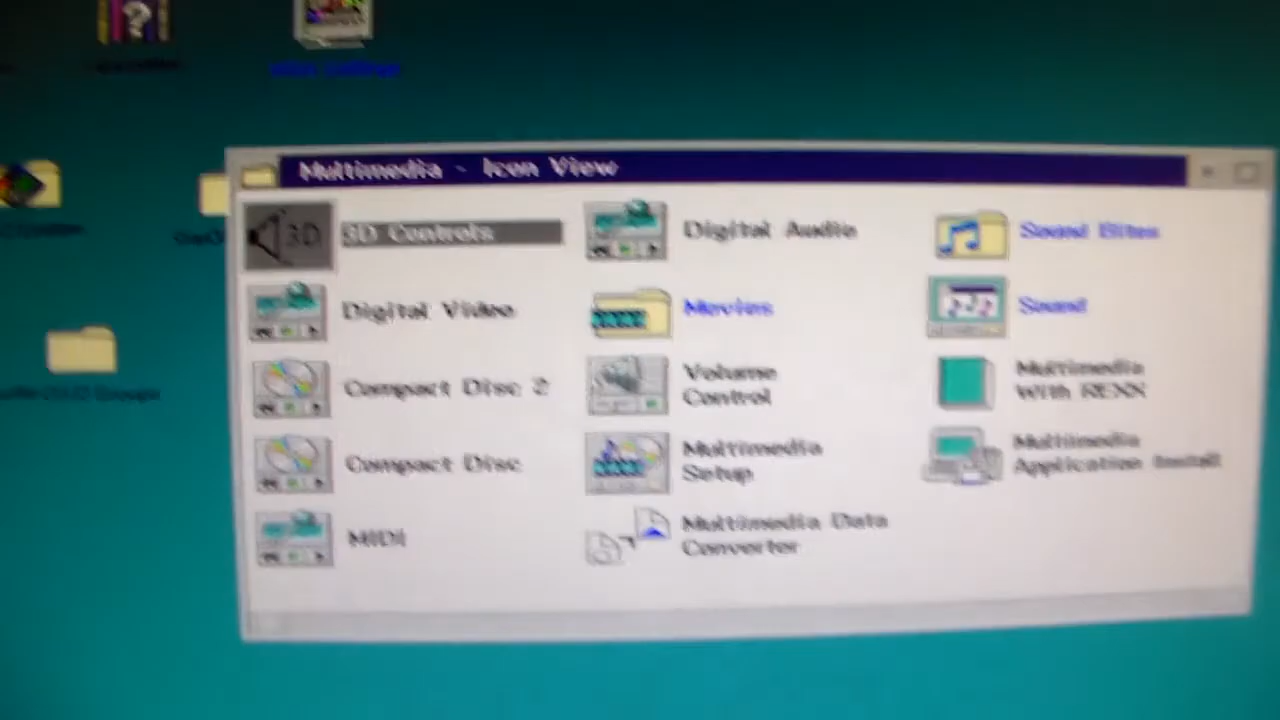 Multimedia - Icon View
3D
3D Controls
Digital Audio
Sound Bites
Digital Video
Movies
Sound
Compact Disc 2
Volume
Control
Multimedia
With REXX
Compact Disc
Multimedia
Setup
Multimedia
Application Install
MIDI
Multimedia Data
Converter